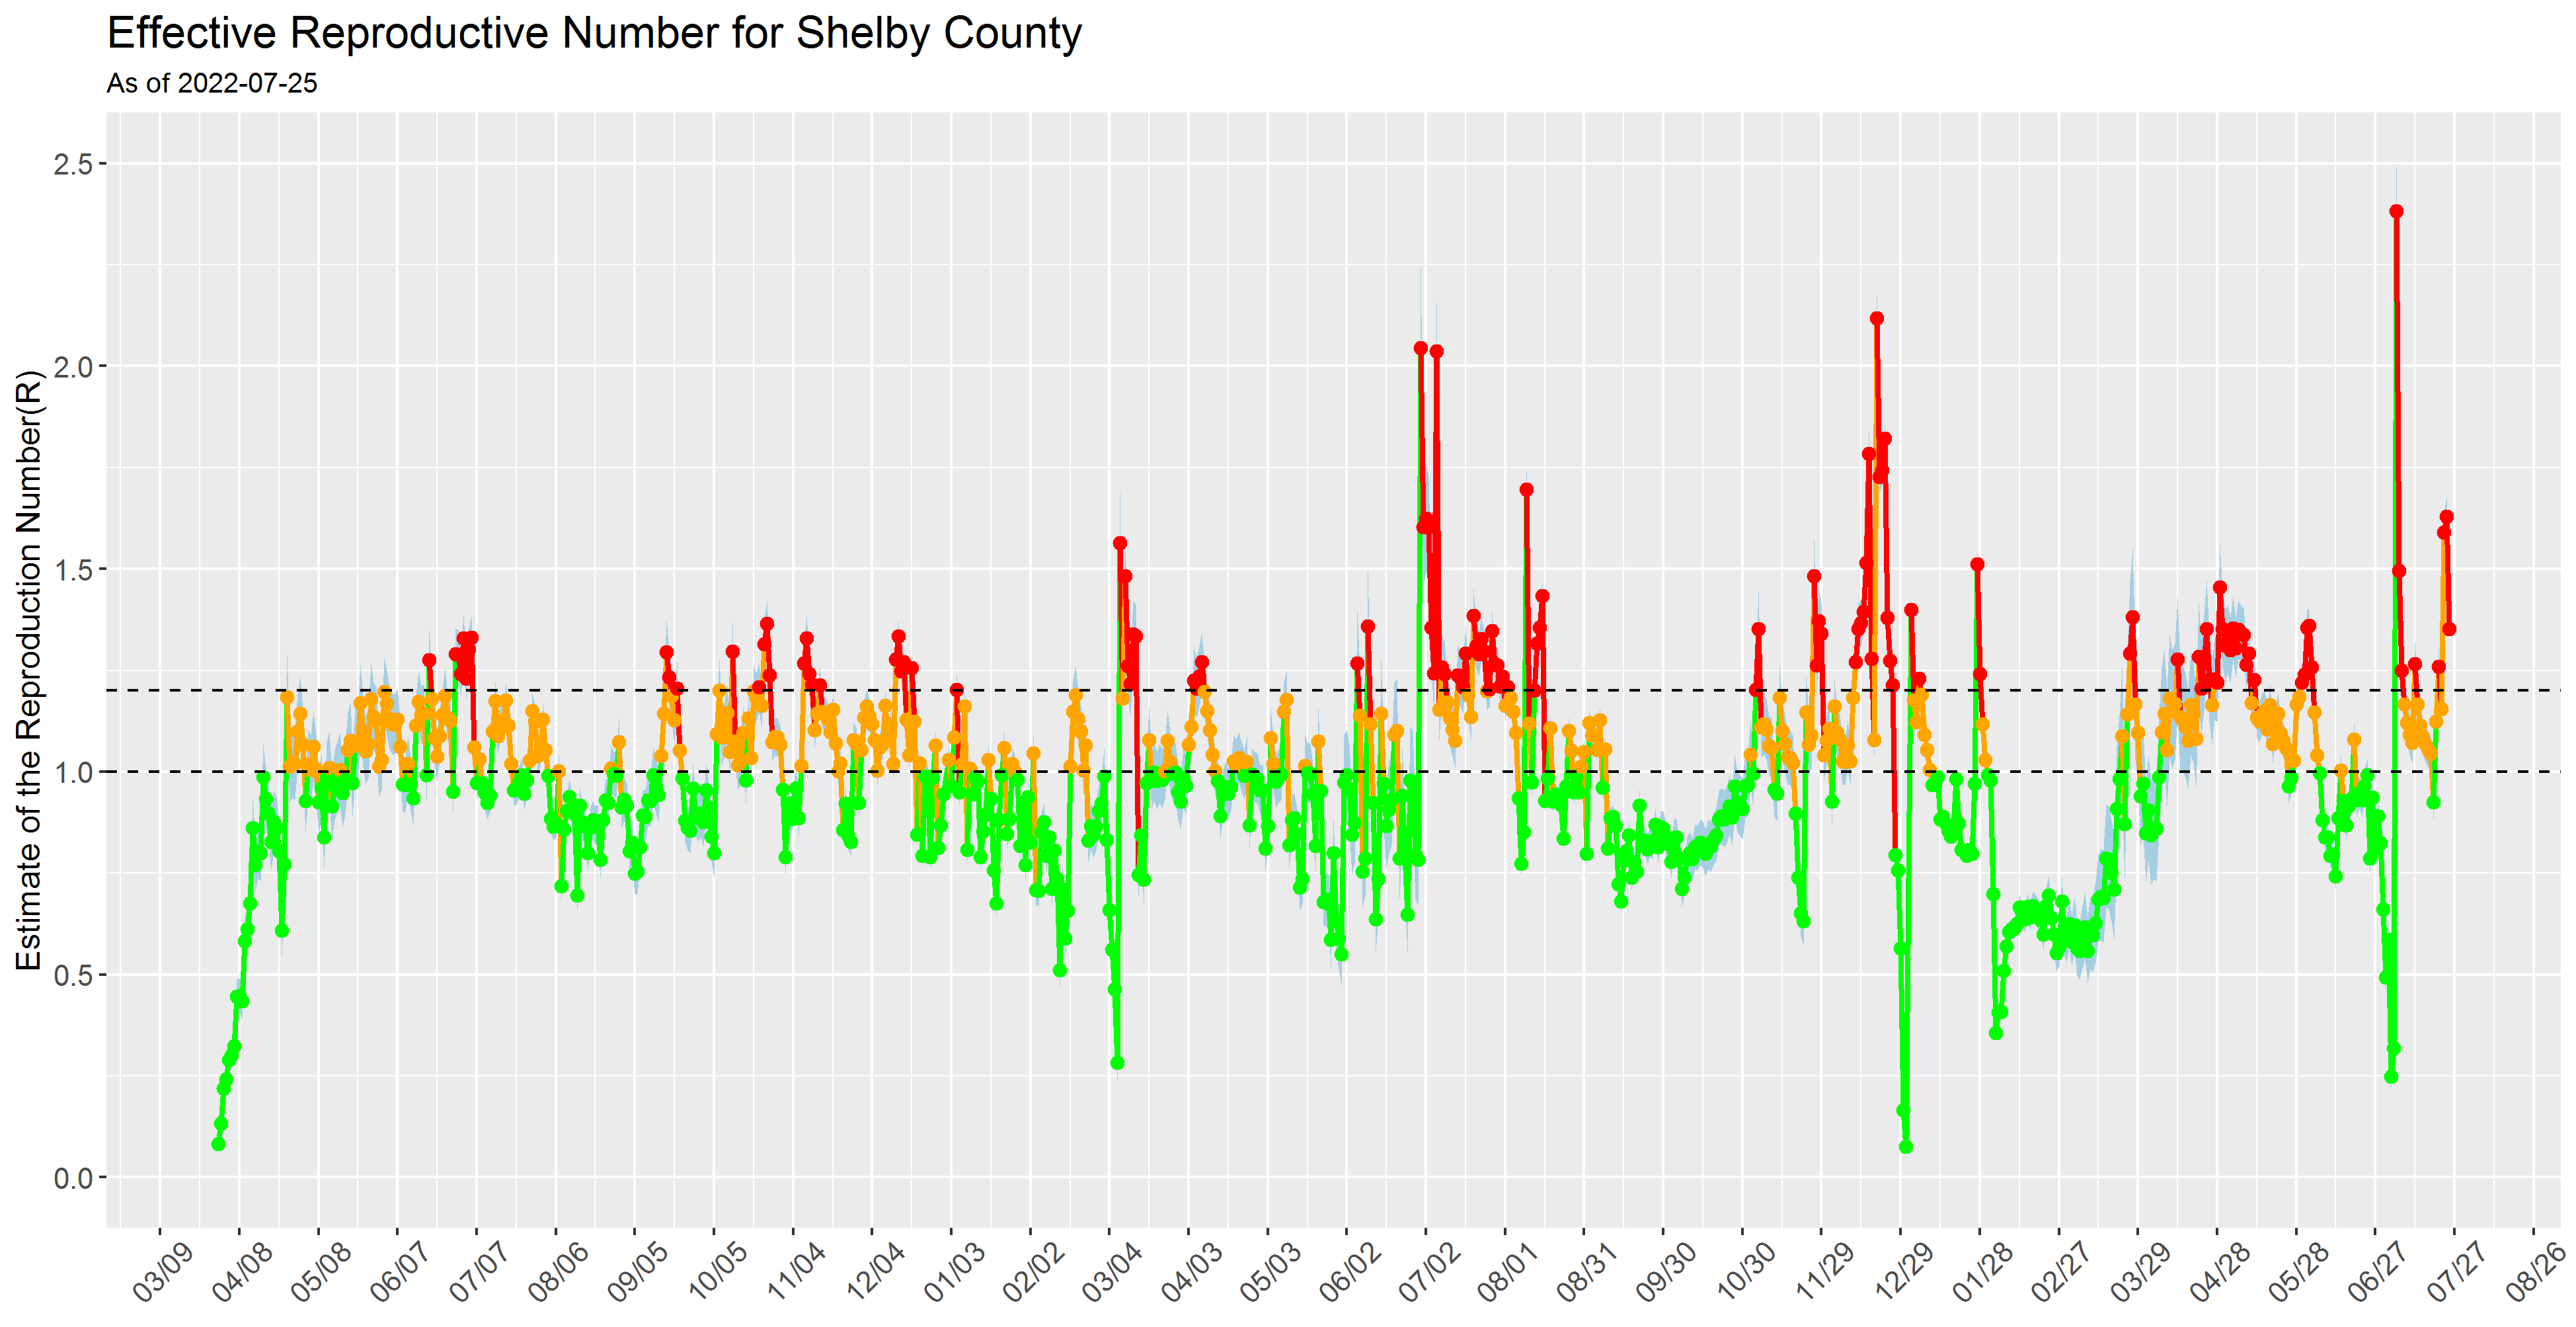 Effective Reproductive Number for Shelby County
As of 2022-07-25
Estimate of the Reproduction Number(R)
2.5
2.0
1.5
1.0
0.5
0.0
03/09 04/08 05/08 06/07 07/07 08/06 09/05 10/05 11/04 12/04 01/03 02/02 03/04 04/03 05/03 06/02 07/02 08/01 08/31 09/30 10/30 11/29 12/29 01/28 02/27 03/29 04/28 05/28 06/27 07/27 08/26